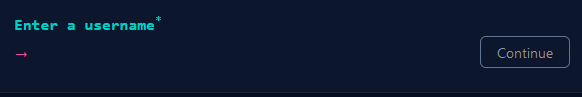 Enter a username*
→
Continue